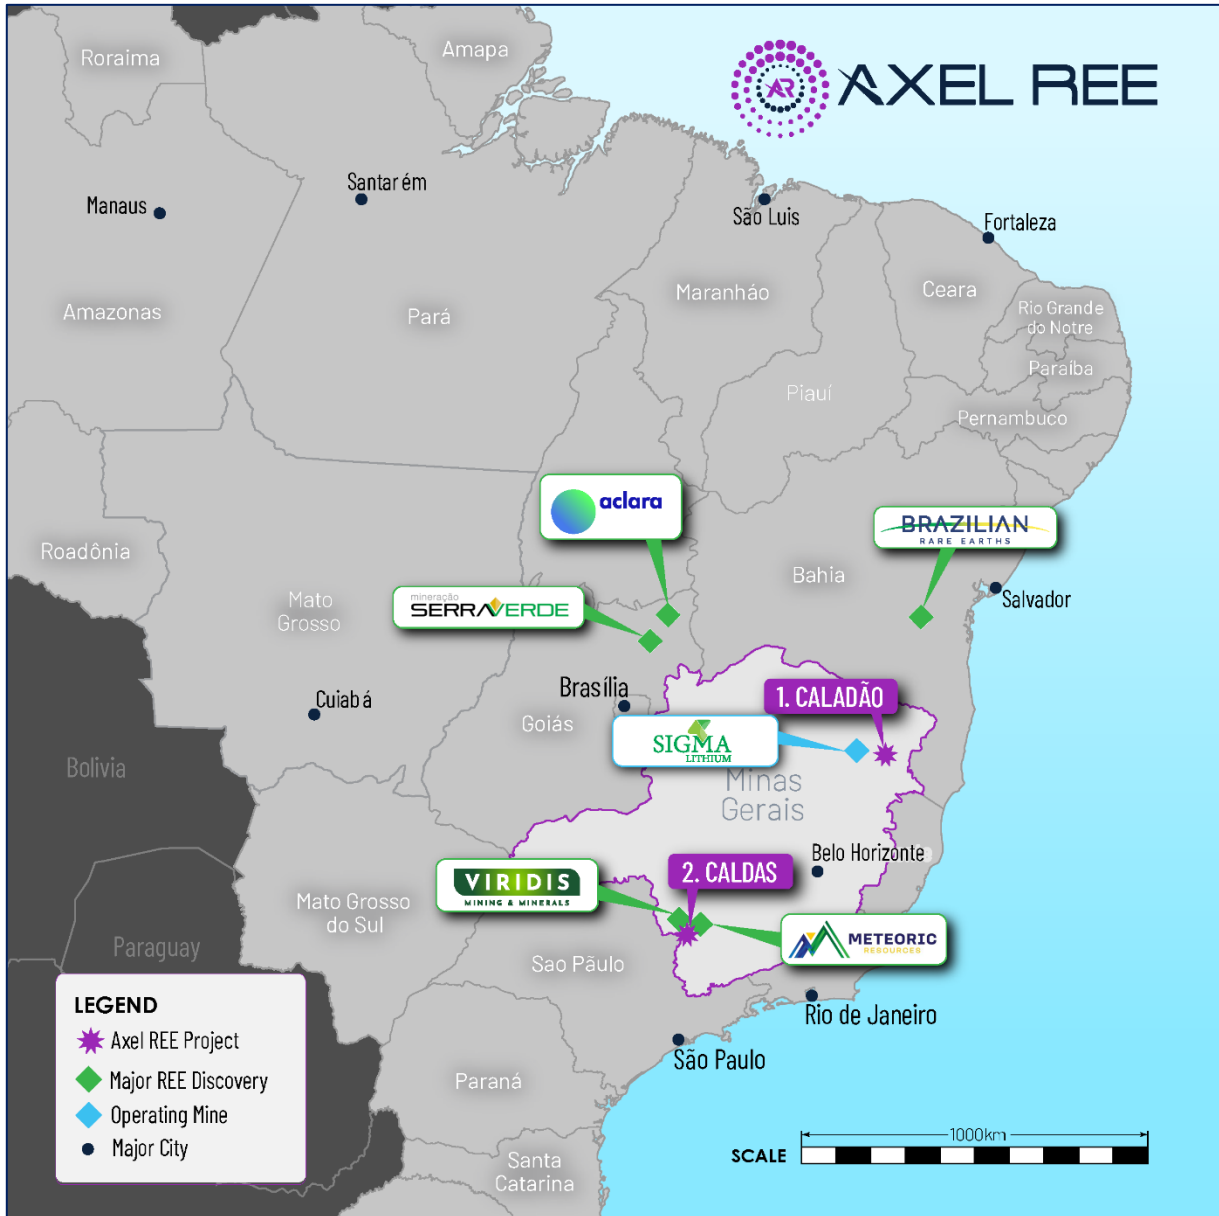 Roraima
Amapa
AR
AXEL REE
Manaus
Santarém
São Luis
Fortaleza
Amazonas
Pará
Maranháo
Ceara
Rio Grande
do Notre
Paraíba
Piauí
Pernambuco
aclara
BRAZILIAN
RARE EARTHS
Roadônia
Bahia
mineração
SERRAVERDE
Salvador
Mato
Grosso
Brasília
1. CALADÃO
Cuiabá
Goiás
SIGMA
LITHIUM
Bolivia
Minas
Gerais
Belo Horizonte
VIRIDIS
MINING & MINERALS
2. CALDAS
Mato Grosso
do Sul
METEORIC
RESOURCES
Paraguay
Sao Pãulo
Rio de Janeiro
São Paulo
Paraná
Santa
Catarina
LEGEND
Axel REE Project
Major REE Discovery
Operating Mine
Major City
1000km
SCALE